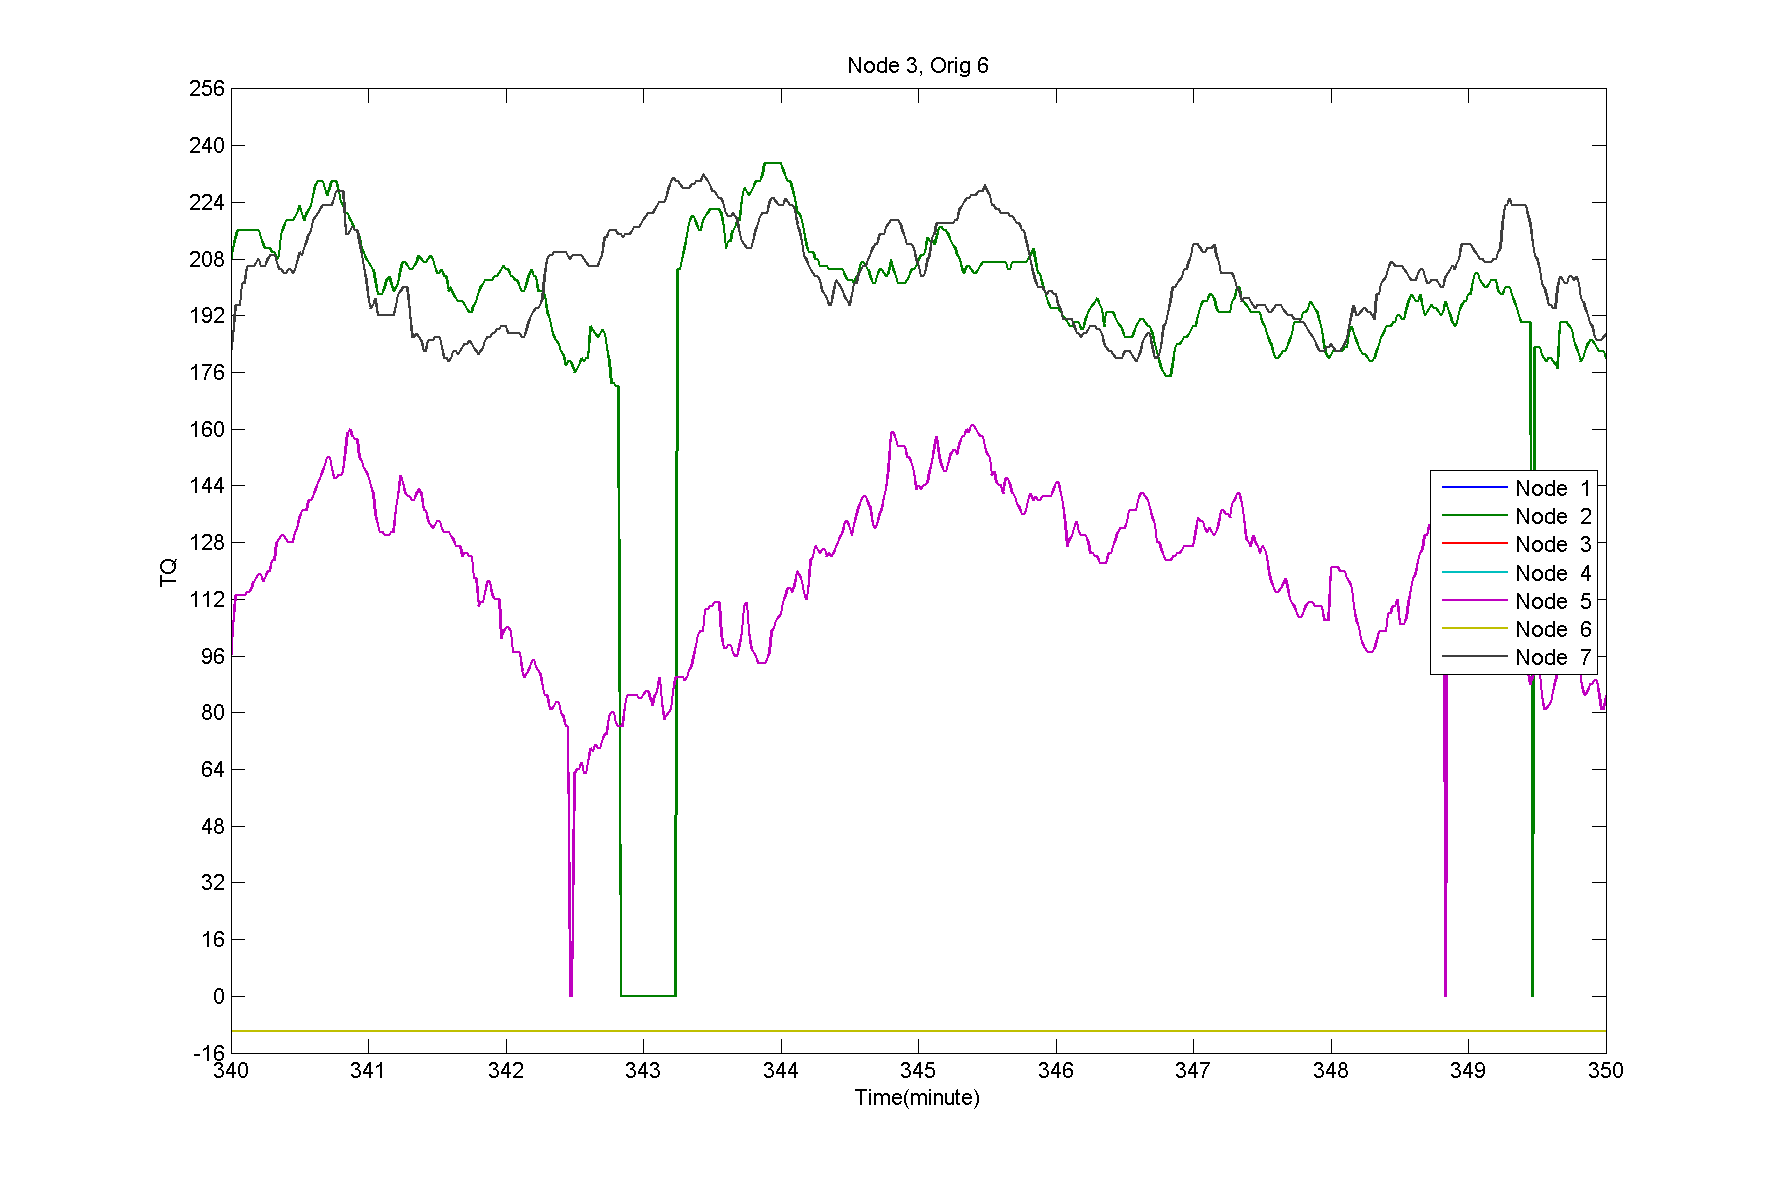 Node 3, Orig 6
256
240
224
208
192
176
160
144
128
112
96
80
64
48
32
16
0
-16
TQ
Node 1
Node 2
Node 3
Node 4
Node 5
Node 6
Node 7
340 341 342 343 344 345 346 347 348 349 350
Time(minute)